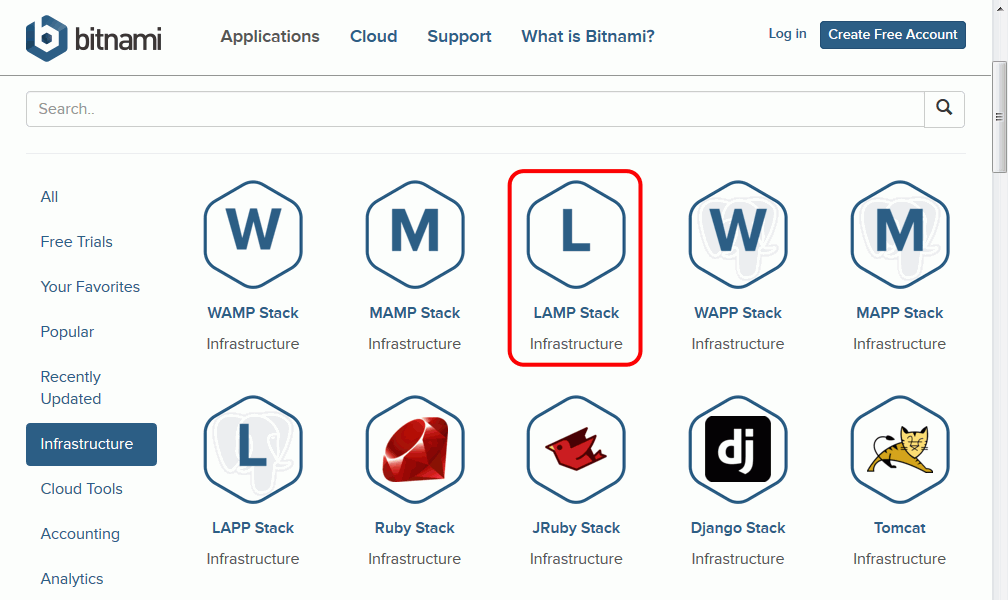 bitnami
Applications Cloud Support What is Bitnami? Log in Create Free Account
Search..
All
Free Trials
Your Favorites
Popular
Recently
Updated
Infrastructure
Cloud Tools
Accounting
Analytics
W M L W M
WAMP Stack MAMP Stack LAMP Stack WAPP Stack MAPP Stack
Infrastructure Infrastructure Infrastructure Infrastructure Infrastructure
L dj
LAPP Stack Ruby Stack JRuby Stack Django Stack Tomcat
Infrastructure Infrastructure Infrastructure Infrastructure Infrastructure